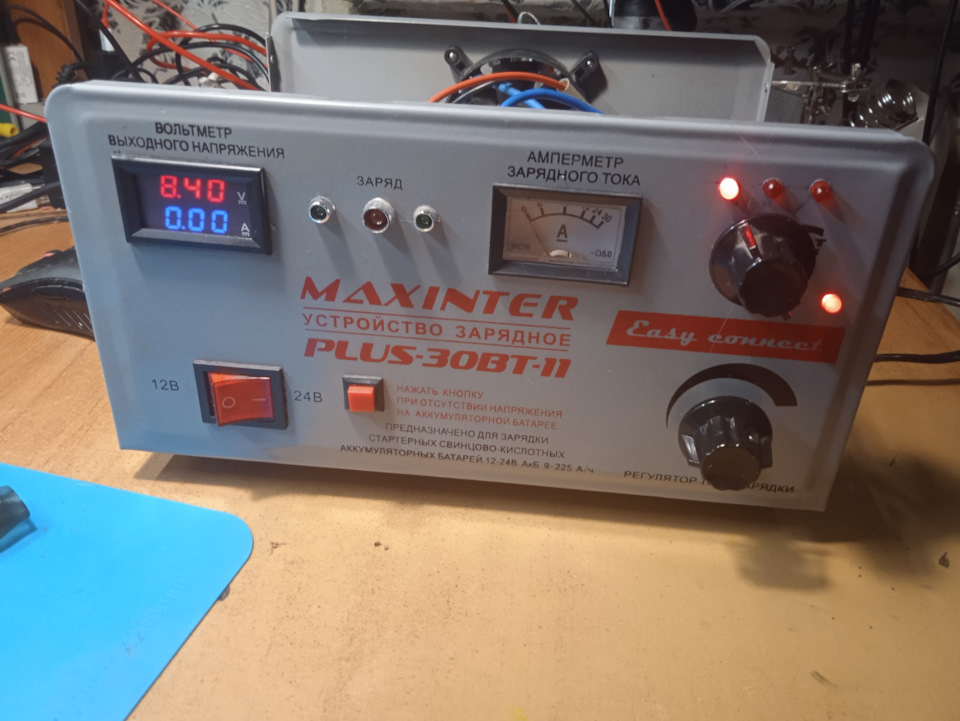 ВОЛЬТМЕТР
ВЫХОДНОГО НАПРЯЖЕНИЯ
8.40 V
0.00 A
ЗАРЯД
АМПЕРМЕТР
ЗАРЯДНОГО ТОКА
A
MAXINTER
УСТРОЙСТВО ЗАРЯДНОЕ
PLUS-30BT-11
Easy connect
12В
24В
НАЖАТЬ КНОПКУ
ПРИ ОТСУТСТВИИ НАПРЯЖЕНИЯ
НА АККУМУЛЯТОРНОЙ БАТАРЕЕ
ПРЕДНАЗНАЧЕНО ДЛЯ ЗАРЯДКИ
СТАРТЕРНЫХ СВИНЦОВО-КИСЛОТНЫХ
АККУМУЛЯТОРНЫХ БАТАРЕЙ 12-24В, АкБ 9-225 А/ч
РЕГУЛЯТОР ЗАРЯДКИ